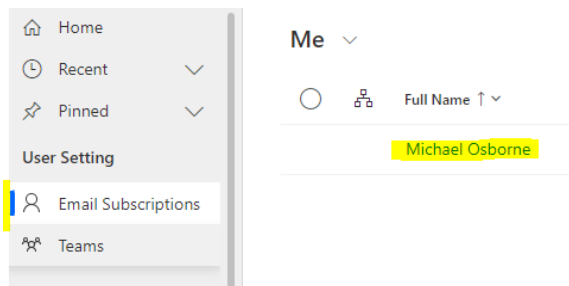 Home
Recent
Pinned
User Setting
Email Subscriptions
Teams
Me
Full Name ↑
Michael Osborne